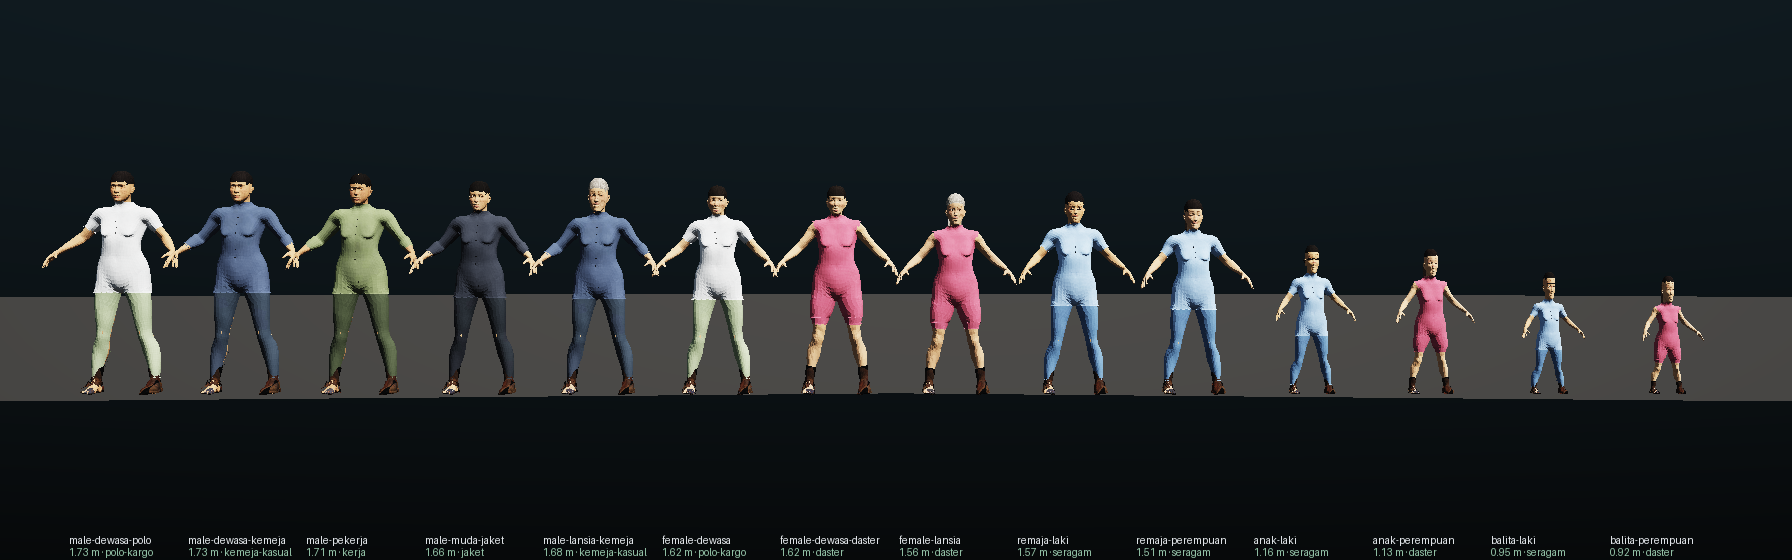 male-dewasa-polo
1.73 m · polo-kargo
male-dewasa-kemeja
1.73 m · kemeja-kasual
male-pekerja
1.71 m · kerja
male-muda-jaket
1.66 m · jaket
male-lansia-kemeja
1.68 m · kemeja-kasual
female-dewasa
1.62 m · polo-kargo
female-dewasa-daster
1.62 m · daster
female-lansia
1.56 m · daster
remaja-laki
1.57 m · seragam
remaja-perempuan
1.51 m · seragam
anak-laki
1.16 m · seragam
anak-perempuan
1.13 m · daster
balita-laki
0.95 m · seragam
balita-perempuan
0.92 m · daster